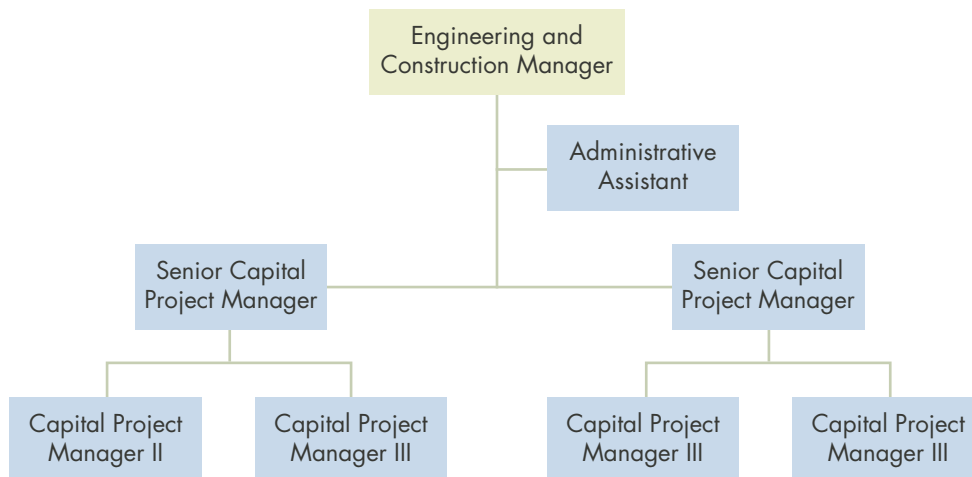 Engineering and
Construction Manager
Administrative
Assistant
Senior Capital
Project Manager
Senior Capital
Project Manager
Capital Project
Manager II
Capital Project
Manager III
Capital Project
Manager III
Capital Project
Manager III